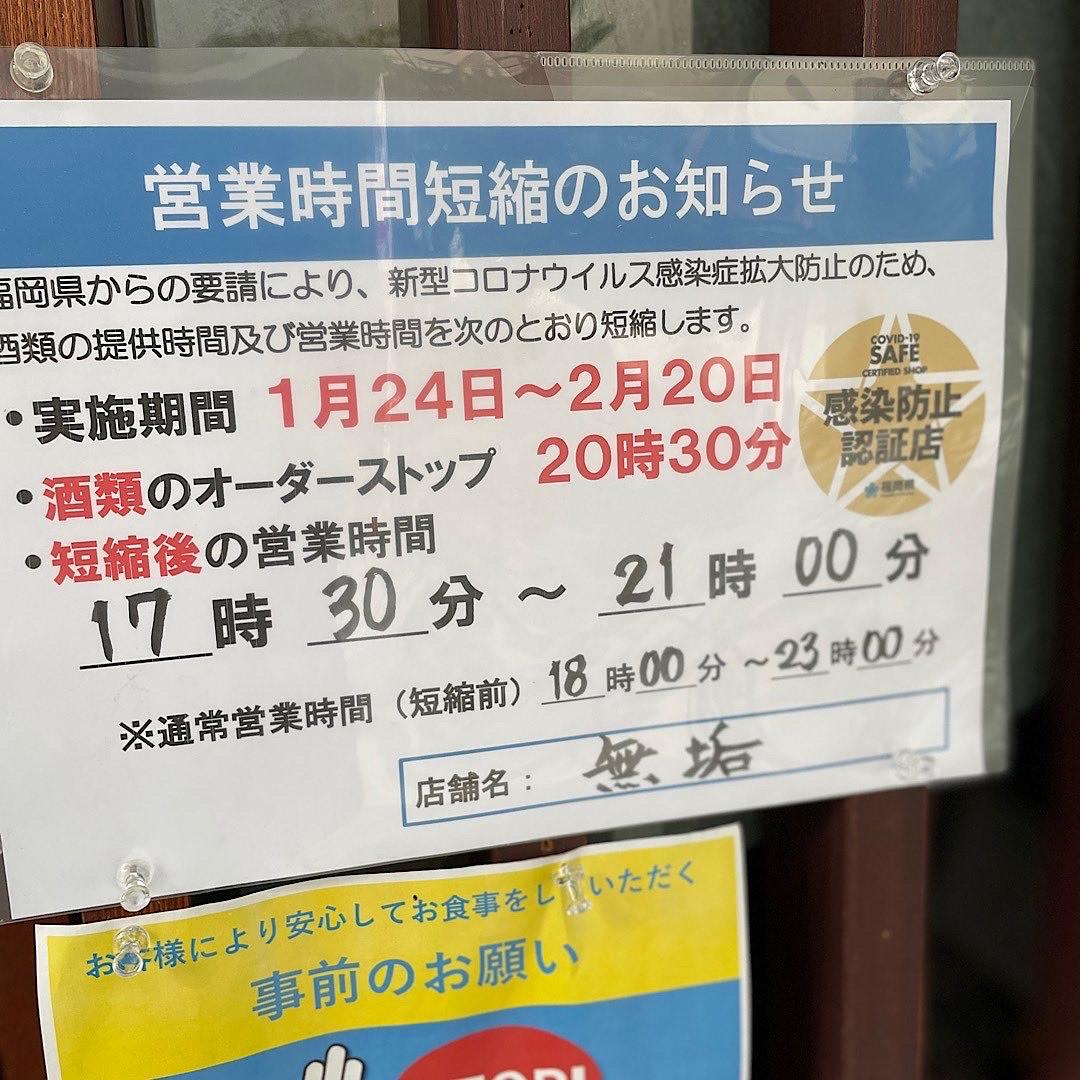 営業時間短縮のお知らせ
福岡県からの要請により、新型コロナウイルス感染症拡大防止のため、
酒類の提供時間及び営業時間を次のとおり短縮します。
・実施期間 1月24日～2月20日
・酒類のオーダーストップ 20時30分
・短縮後の営業時間
17時30分～21時00分
※通常営業時間（短縮前）18時00分～23時00分
店舗名：無垢
COVID-19
SAFE
CERTIFIED SHOP
感染防止
認証店
福岡県
お客様により安心してお食事をしていただく
事前のお願い